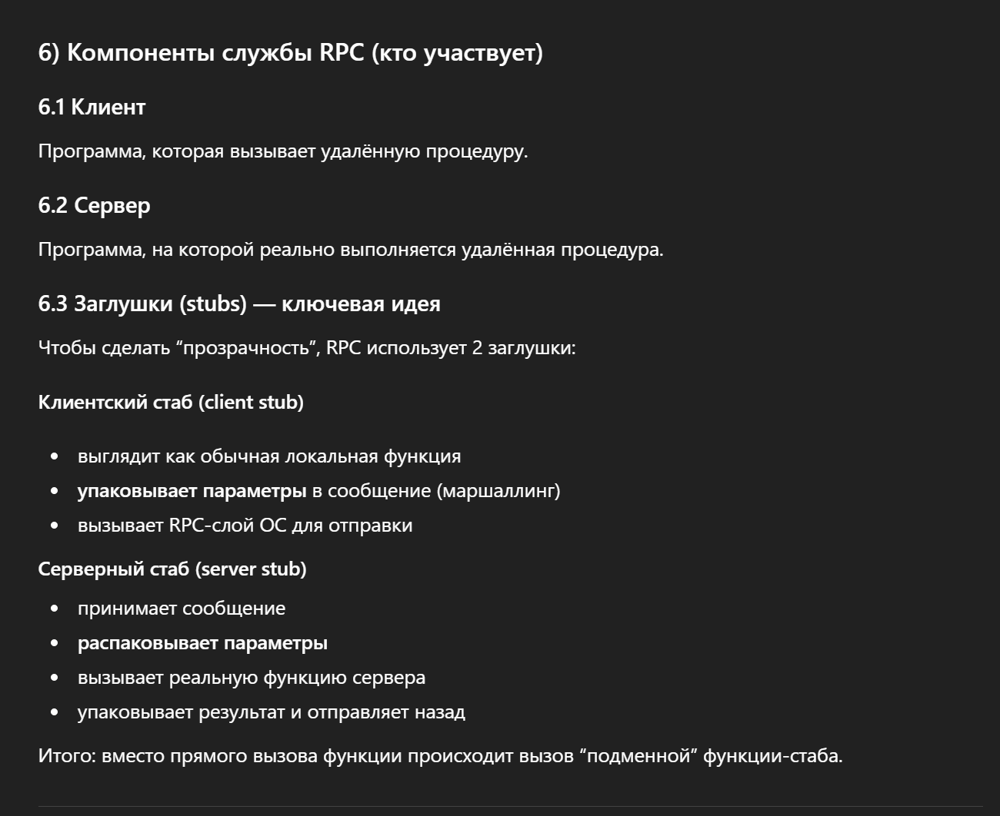 6) Компоненты службы RPC (кто участвует)
6.1 Клиент
Программа, которая вызывает удалённую процедуру.
6.2 Сервер
Программа, на которой реально выполняется удалённая процедура.
6.3 Заглушки (stubs) — ключевая идея
Чтобы сделать “прозрачность”, RPC использует 2 заглушки:
Клиентский стаб (client stub)
• выглядит как обычная локальная функция
• упаковывает параметры в сообщение (маршаллинг)
• вызывает RPC-слой ОС для отправки
Серверный стаб (server stub)
• принимает сообщение
• распаковывает параметры
• вызывает реальную функцию сервера
• упаковывает результат и отправляет назад
Итого: вместо прямого вызова функции происходит вызов “подменной” функции-стаба.